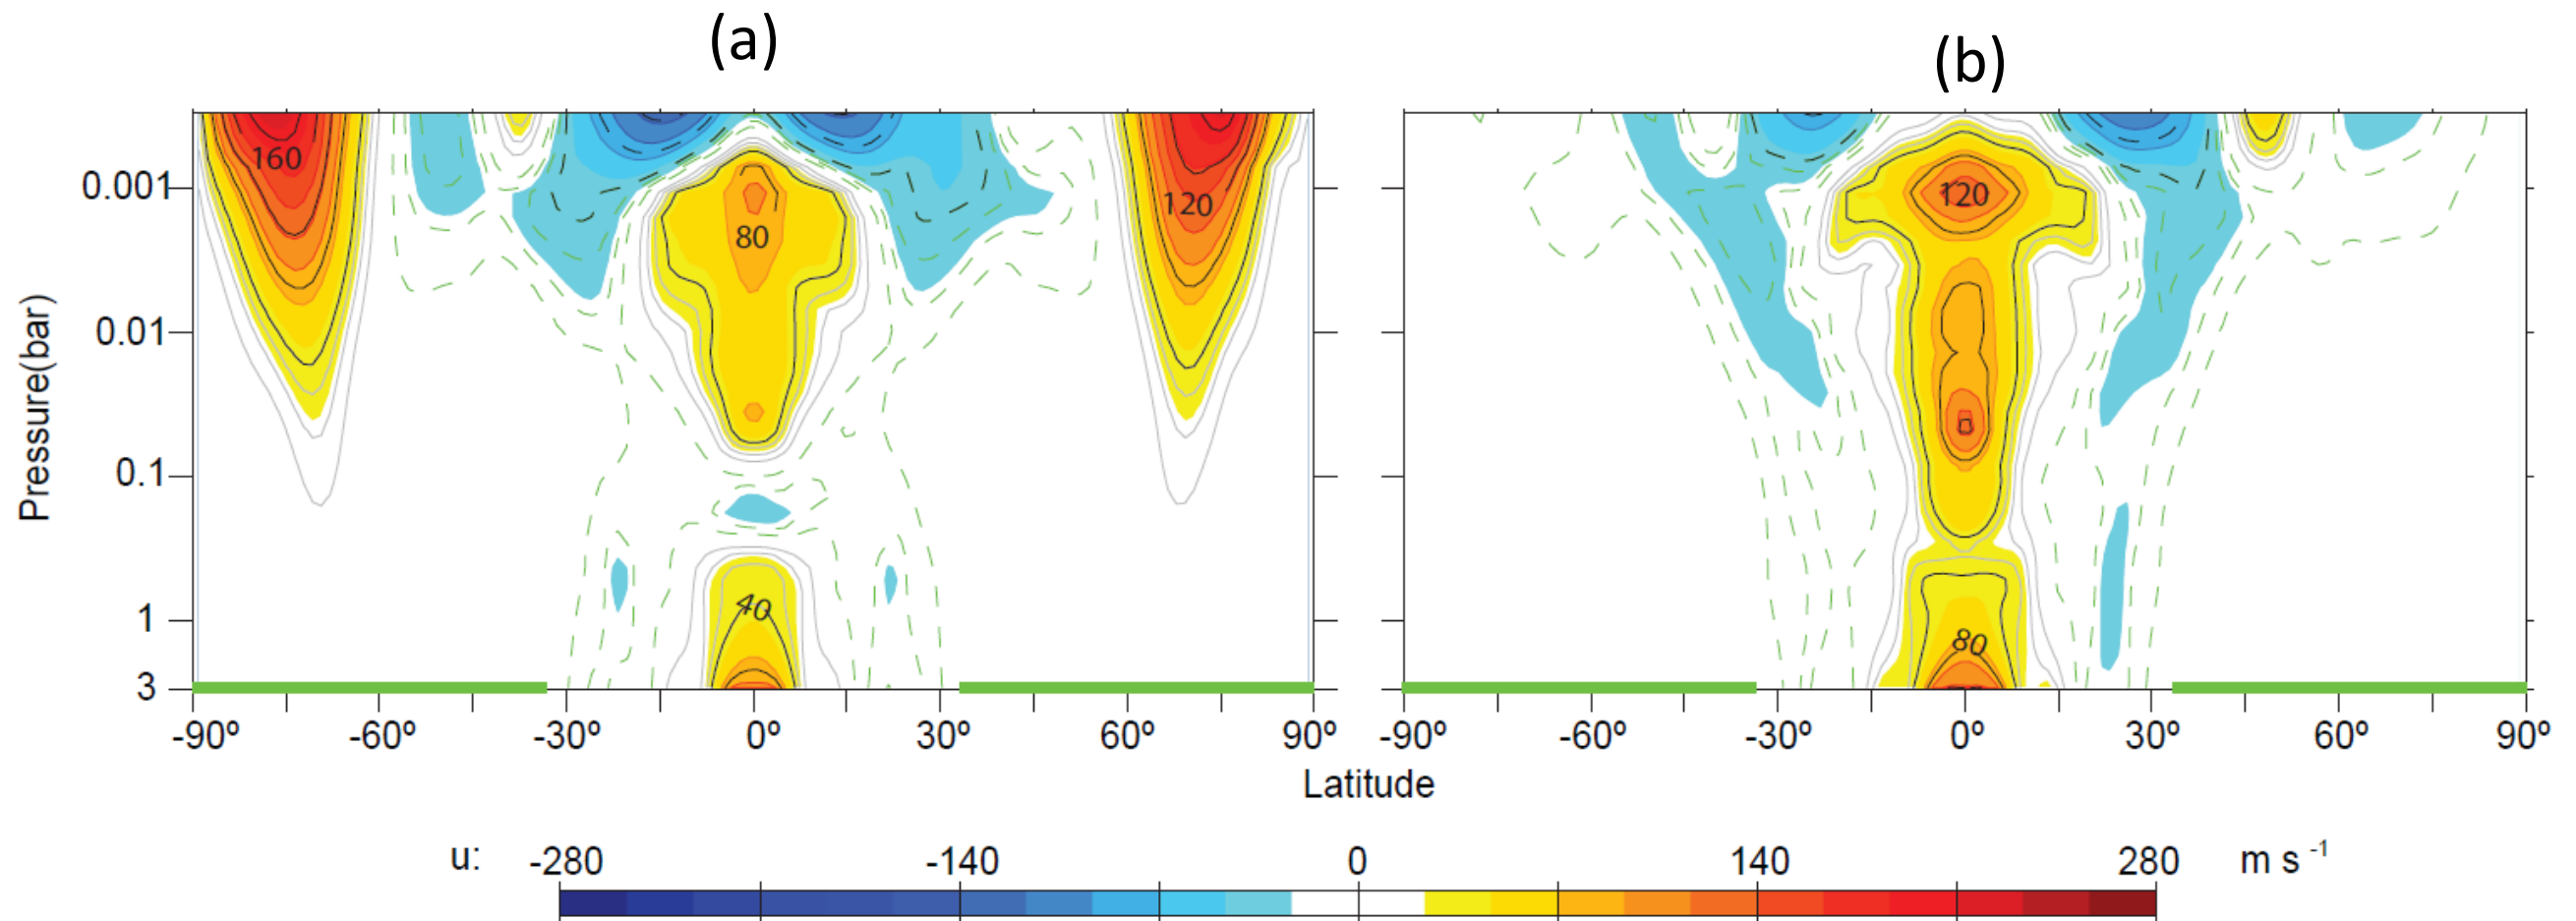 (a)
(b)
160
80
120
40
120
80
Pressure(bar)
0.001
0.01
0.1
1
3
-90º -60º -30º 0º 30º 60º 90º
-90º -60º -30º 0º 30º 60º 90º
Latitude
u: -280 -140 0 140 280 m s -1